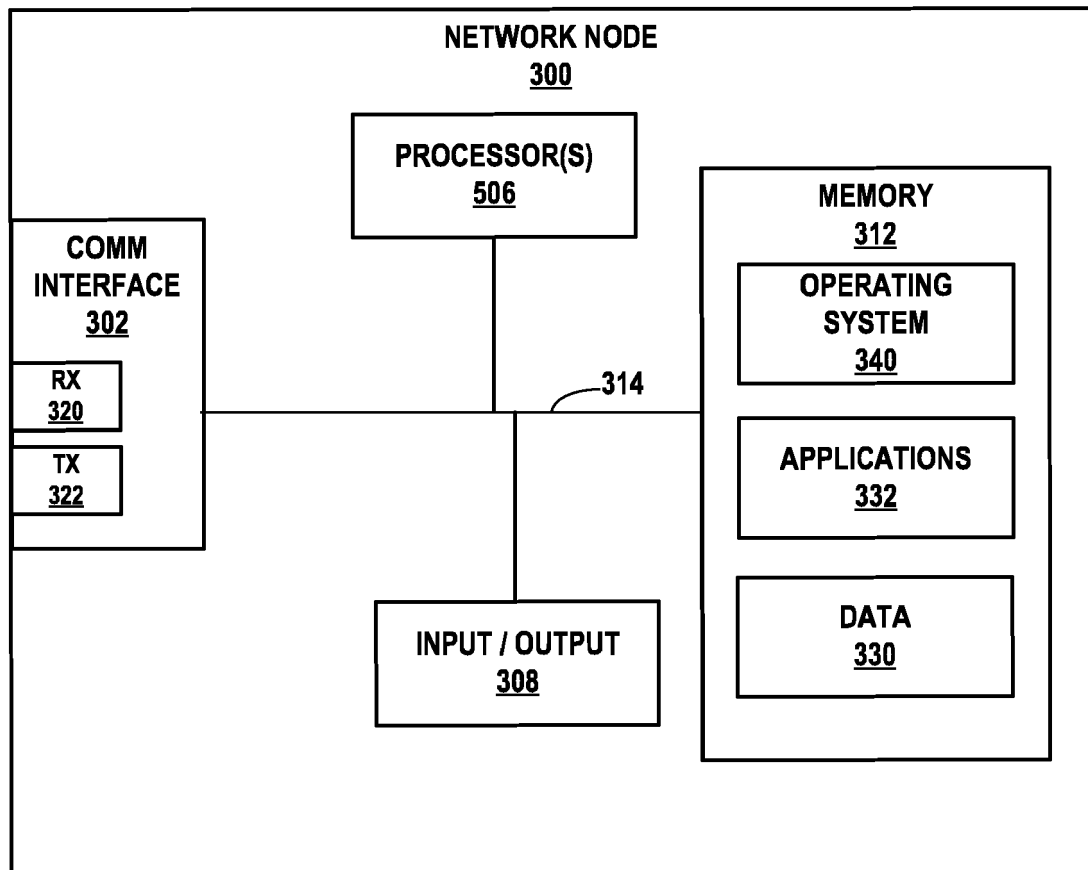 NETWORK NODE
300
PROCESSOR(S)
506
COMM
INTERFACE
302
RX
320
TX
322
314
MEMORY
312
OPERATING
SYSTEM
340
APPLICATIONS
332
DATA
330
INPUT / OUTPUT
308